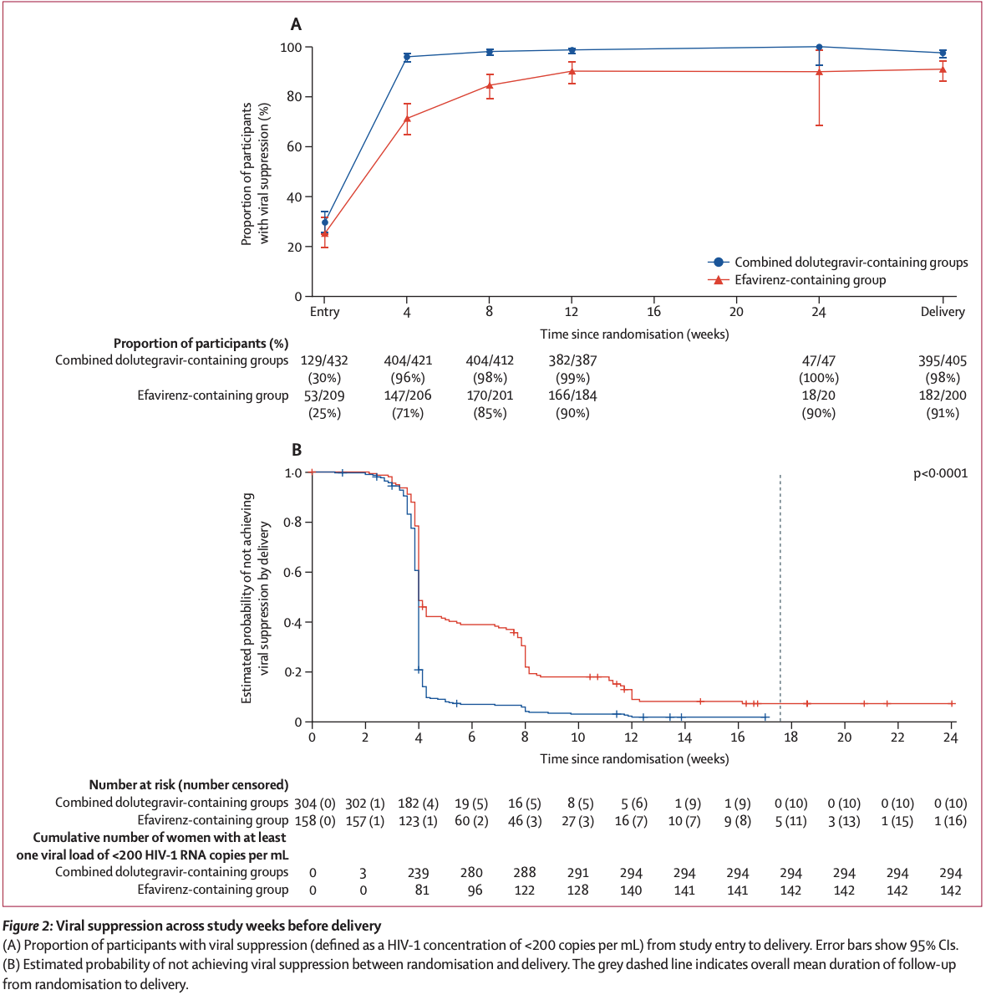 A
Proportion of participants
with viral suppression (%)
100
80
60
40
20
0
Combined dolutegravir-containing groups
Efavirenz-containing group
Entry 4 8 12 16 20 24 Delivery
Time since randomisation (weeks)
Proportion of participants (%)
Combined dolutegravir-containing groups 129/432 404/421 404/412 382/387 47/47 395/405
(30%) (96%) (98%) (99%) (100%) (98%)
Efavirenz-containing group 53/209 147/206 170/201 166/184 18/20 182/200
(25%) (71%) (85%) (90%) (90%) (91%)
B
Estimated probability of not achieving
viral suppression by delivery
1·0
0·8
0·6
0·4
0·2
0
p<0·0001
0 2 4 6 8 10 12 14 16 18 20 22 24
Time since randomisation (weeks)
Number at risk (number censored)
Combined dolutegravir-containing groups 304 (0) 302 (1) 182 (4) 19 (5) 16 (5) 8 (5) 5 (6) 1 (9) 1 (9) 0 (10) 0 (10) 0 (10) 0 (10)
Efavirenz-containing group 158 (0) 157 (1) 123 (1) 60 (2) 46 (3) 27 (3) 16 (7) 10 (7) 9 (8) 5 (11) 3 (13) 1 (15) 1 (16)
Cumulative number of women with at least
one viral load of <200 HIV-1 RNA copies per mL
Combined dolutegravir-containing groups 0 3 239 280 288 291 294 294 294 294 294 294 294
Efavirenz-containing group 0 0 81 96 122 128 140 141 141 142 142 142 142
Figure 2: Viral suppression across study weeks before delivery
(A) Proportion of participants with viral suppression (defined as a HIV-1 concentration of <200 copies per mL) from study entry to delivery. Error bars show 95% CIs.
(B) Estimated probability of not achieving viral suppression between randomisation and delivery. The grey dashed line indicates overall mean duration of follow-up
from randomisation to delivery.